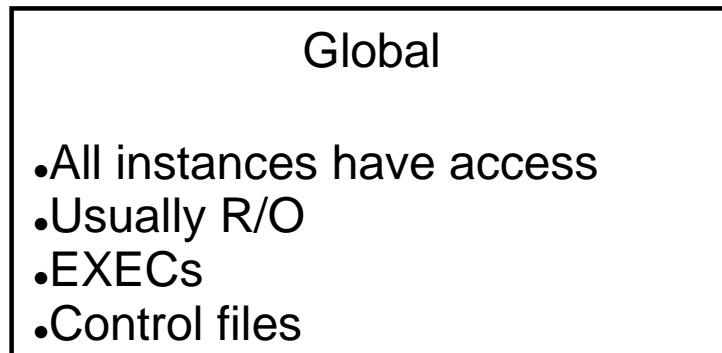 Global
•All instances have access
•Usually R/O
•EXECs
•Control files